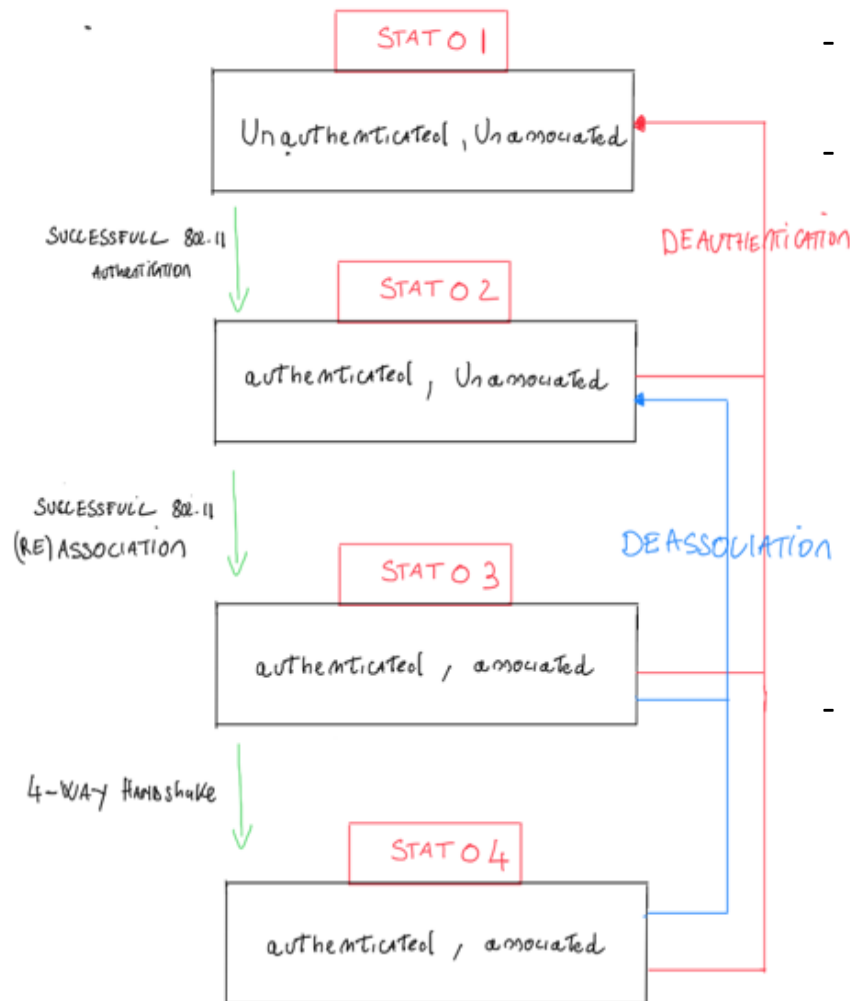 STATO 1
Unauthenticated, Unassociated
SUCCESSFULL 802.11
AUTHENTICATION
DEAUTHENTICATION
STATO 2
authenticated, Unassociated
SUCCESSFULL 802.11
(RE) ASSOCIATION
DEASSOCIATION
STATO 3
authenticated, associated
4-WAY HANDSHAKE
STATO 4
authenticated, associated